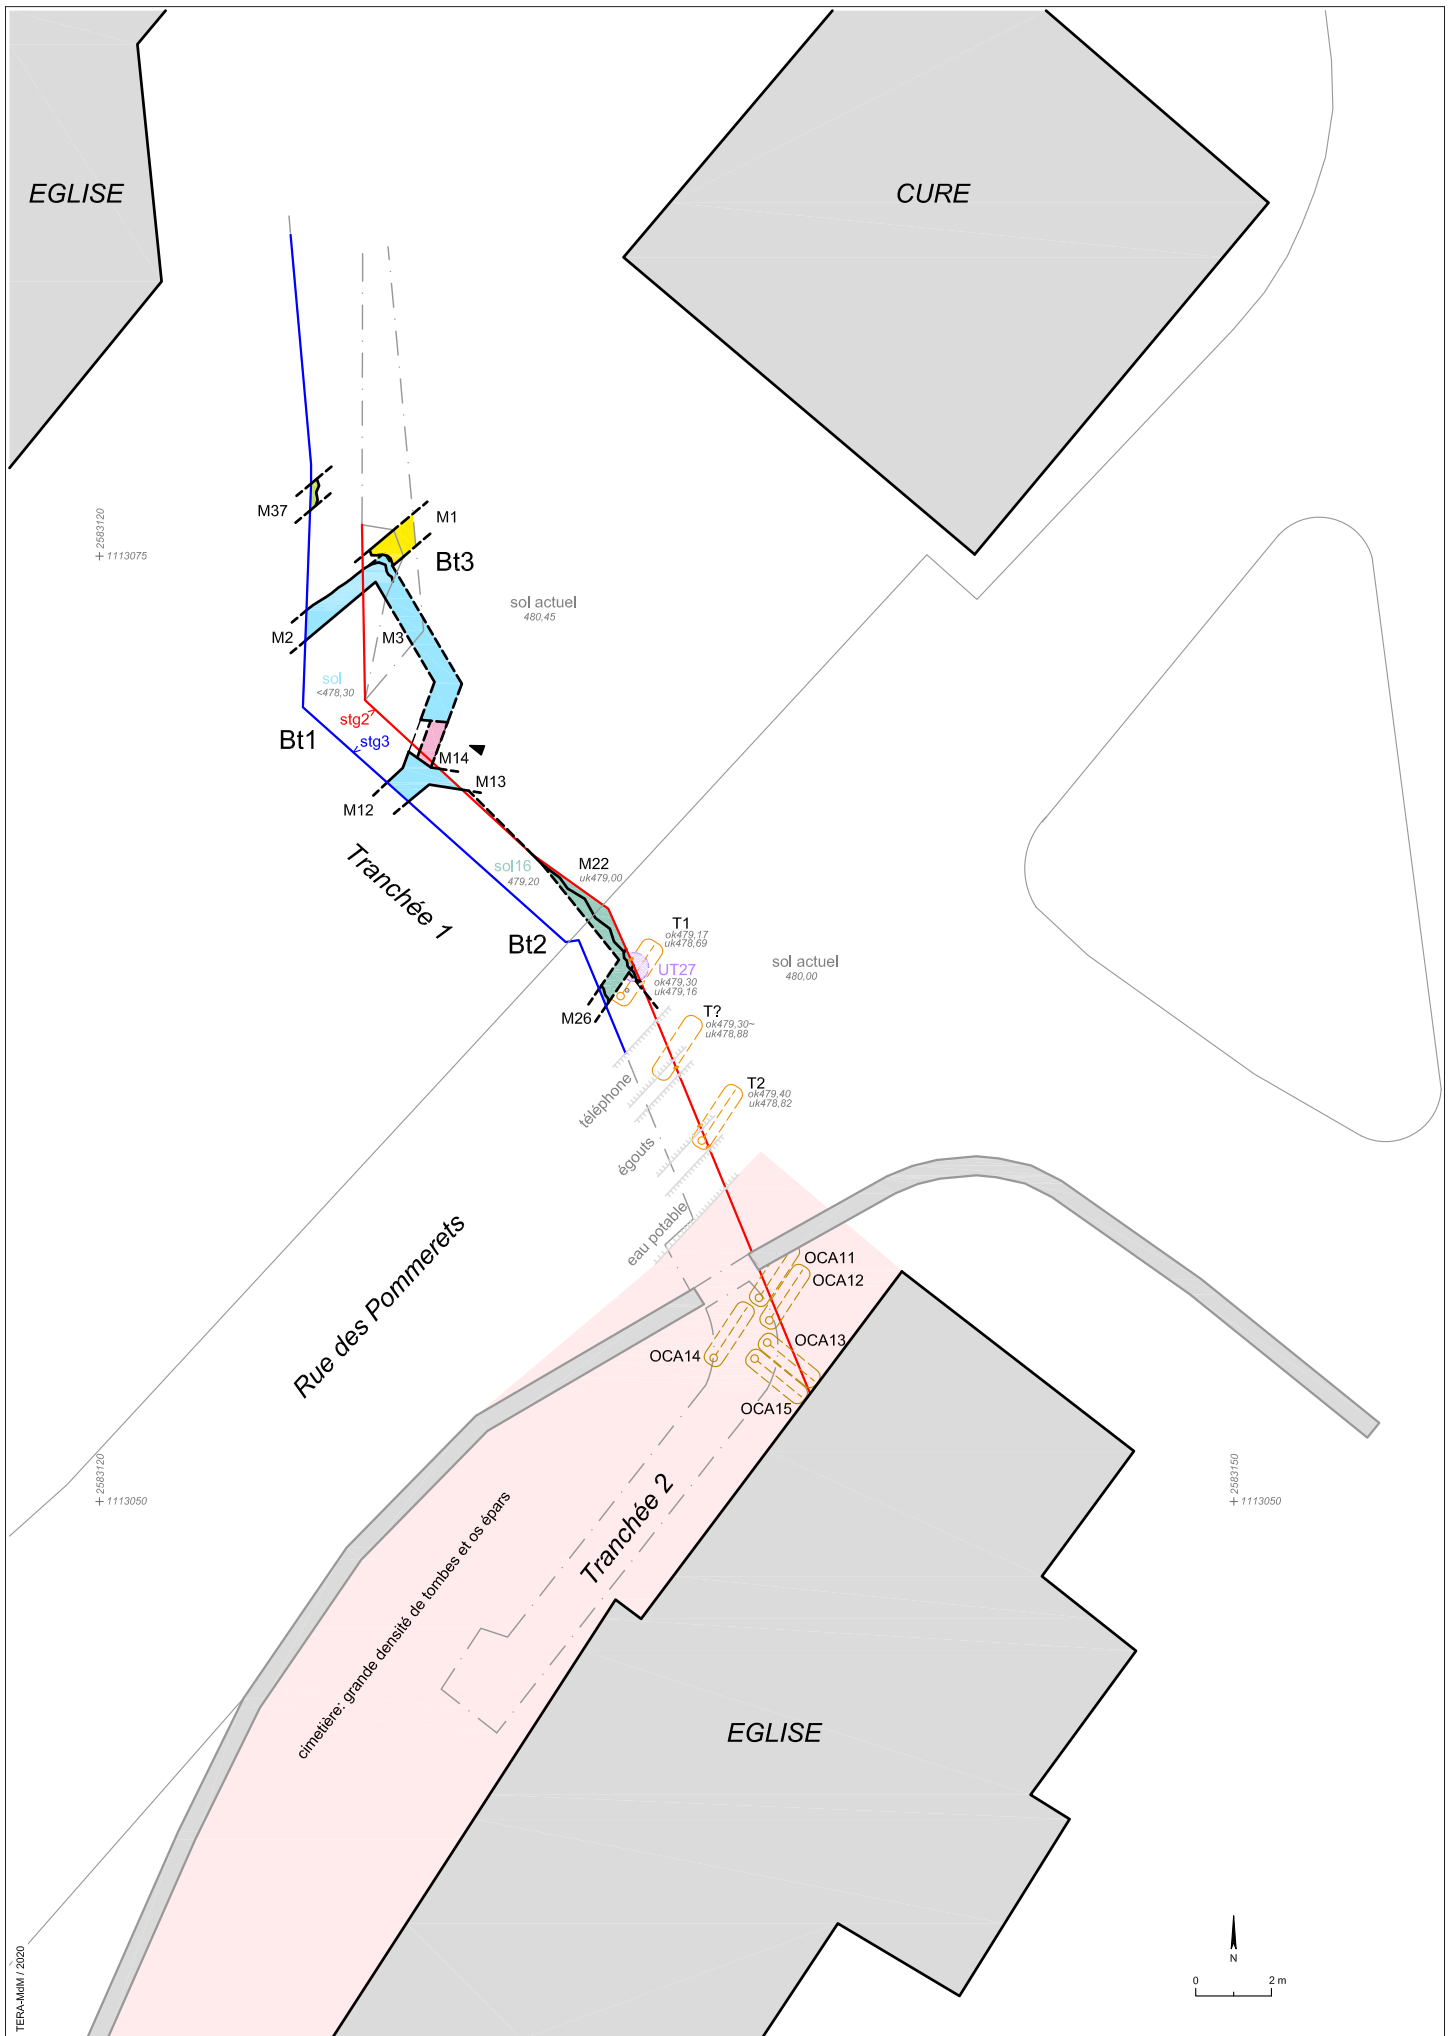 EGLISE
CURE
M37
M1
Bt3
2583120
1113075
sol actuel
480,45
M2
M3
sol
<478,30
stg2
stg3
Bt1
M14
M13
M12
Tranchée 1
sol16
479,20
M22
uk479,00
T1
ok479,17
uk478,69
Bt2
UT27
ok479,30
uk479,16
sol actuel
480,00
M26
T?
ok479,30~
uk478,88
téléphone
T2
ok479,40
uk478,82
égouts
eau potable
Rue des Pommerets
OCA11
OCA12
OCA13
OCA14
OCA15
2583120
1113050
2583150
1113050
Tranchée 2
cimetière: grande densité de tombes et os épars
EGLISE
N
0 2 m
TERA-MdM / 2020